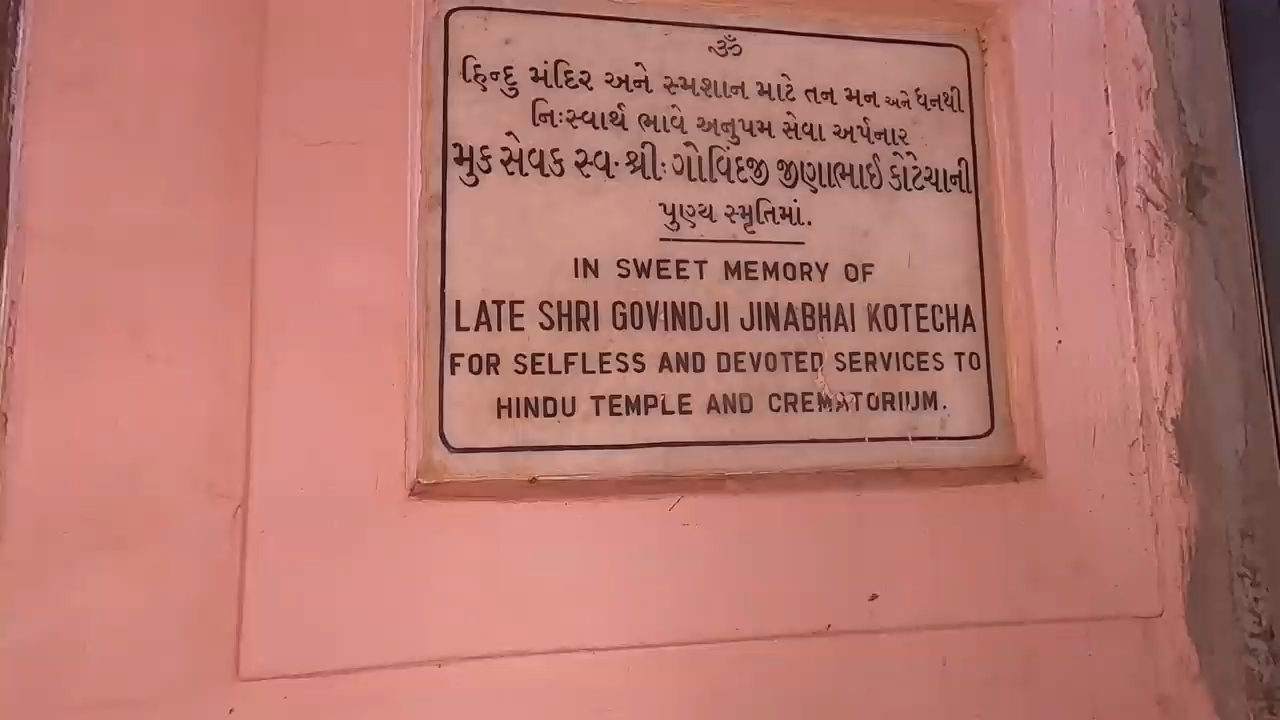 ૐ
હિન્દુ મંદિર અને સ્મશાન માટે તન મન અને ધનથી
નિઃસ્વાર્થ ભાવે અનુપમ સેવા અર્પનાર
મુક સેવક સ્વ. શ્રીઃ ગોવિંદજી જીણાભાઈ કોટેચાની
પુણ્ય સ્મૃતિમાં.
IN SWEET MEMORY OF
LATE SHRI GOVINDJI JINABHAI KOTECHA
FOR SELFLESS AND DEVOTED SERVICES TO
HINDU TEMPLE AND CREMATORIUM.